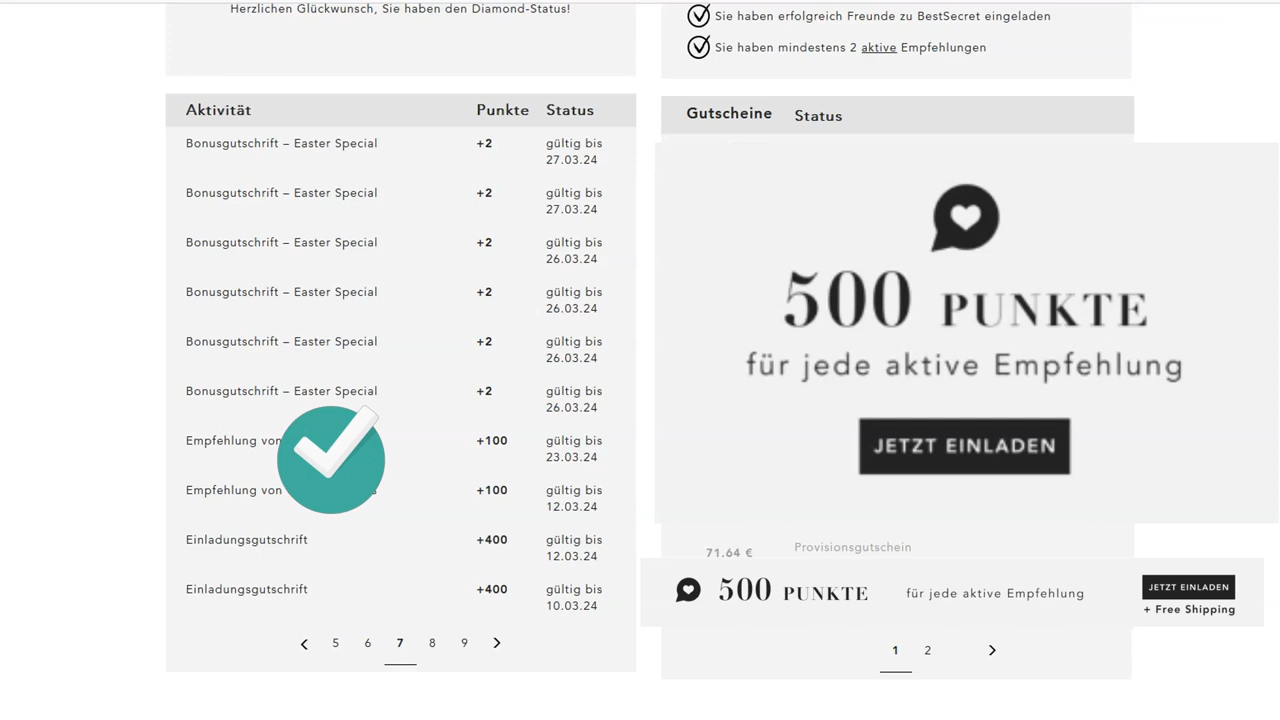 Herzlichen Glückwunsch, Sie haben den Diamond-Status!
Aktivität Punkte Status
Bonusgutschrift – Easter Special +2 gültig bis
27.03.24
Bonusgutschrift – Easter Special +2 gültig bis
27.03.24
Bonusgutschrift – Easter Special +2 gültig bis
26.03.24
Bonusgutschrift – Easter Special +2 gültig bis
26.03.24
Bonusgutschrift – Easter Special +2 gültig bis
26.03.24
Bonusgutschrift – Easter Special +2 gültig bis
26.03.24
Empfehlung von +100 gültig bis
23.03.24
Empfehlung von +100 gültig bis
12.03.24
Einladungsgutschrift +400 gültig bis
12.03.24
Einladungsgutschrift +400 gültig bis
10.03.24
5 6 7 8 9
Sie haben erfolgreich Freunde zu BestSecret eingeladen
Sie haben mindestens 2 aktive Empfehlungen
Gutscheine Status
500 PUNKTE
für jede aktive Empfehlung
JETZT EINLADEN
71.64 € Provisionsgutschein
500 PUNKTE für jede aktive Empfehlung JETZT EINLADEN
+ Free Shipping
1 2